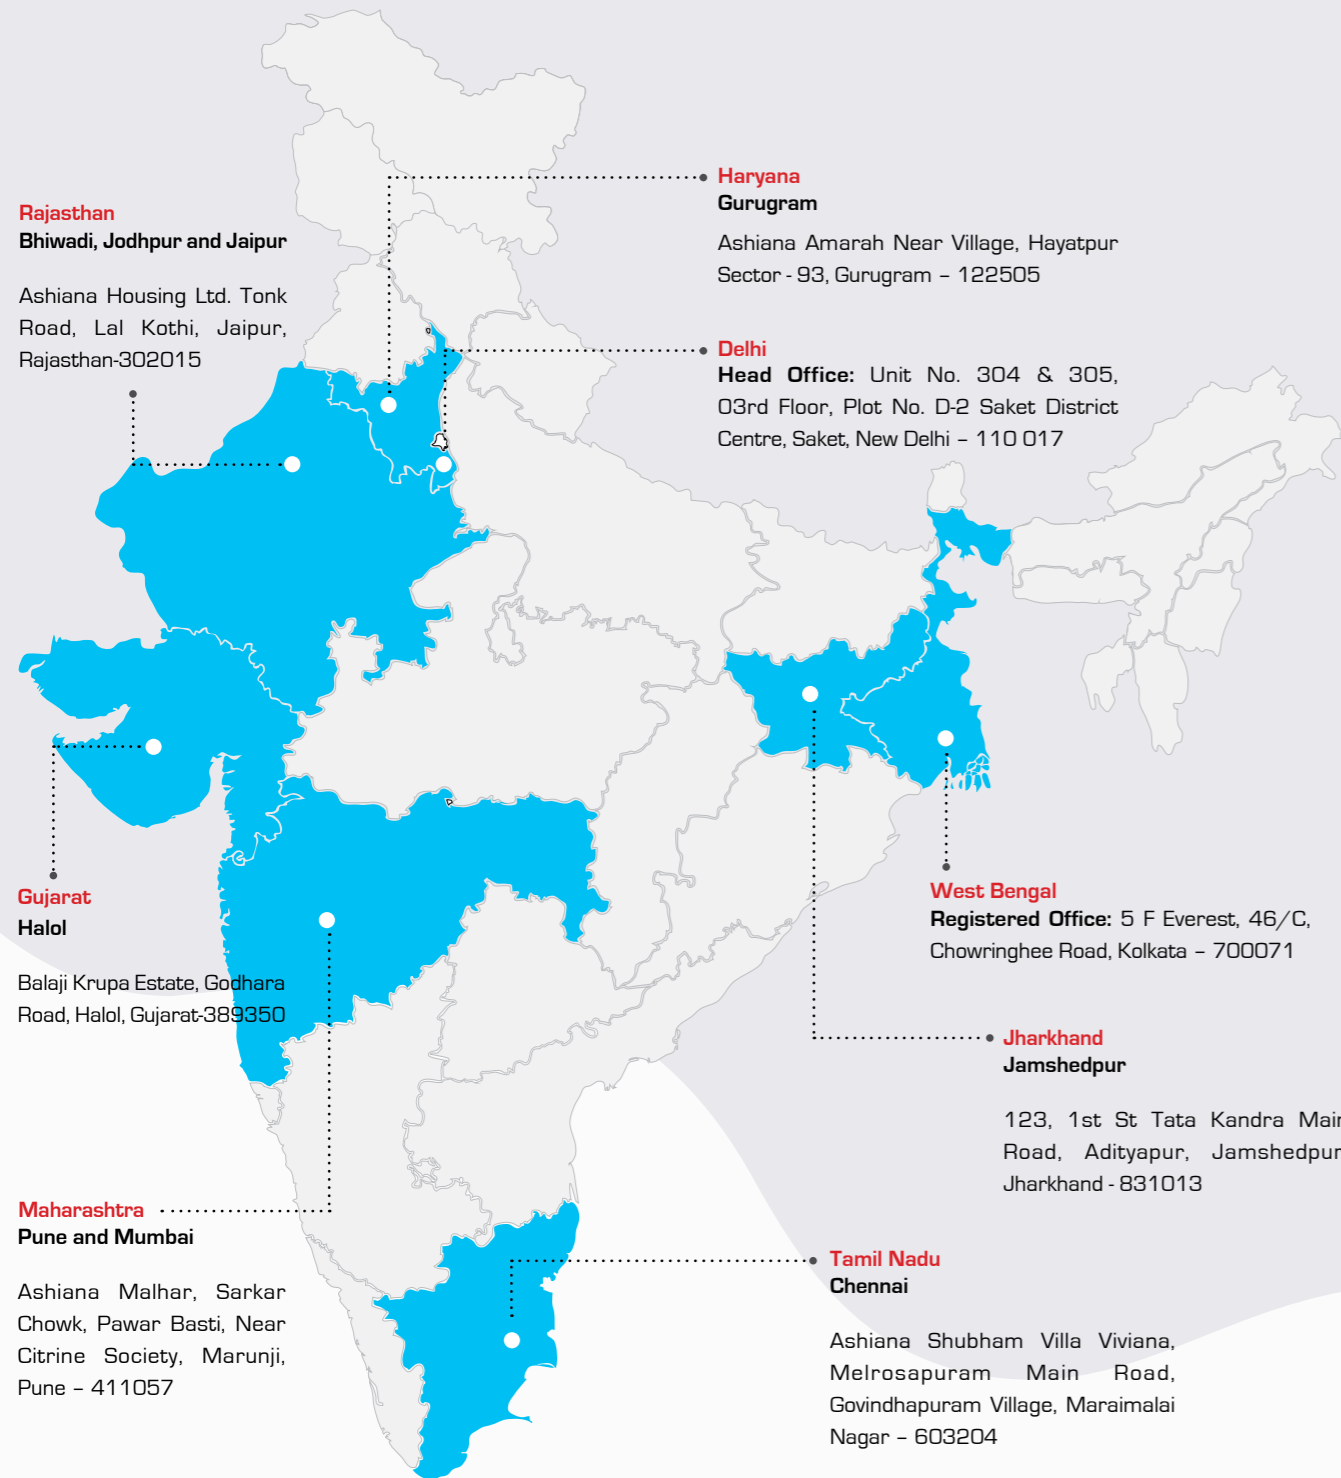 Haryana
Gurugram
Ashiana Amarah Near Village, Hayatpur
Sector - 93, Gurugram – 122505
Rajasthan
Bhiwadi, Jodhpur and Jaipur
Ashiana Housing Ltd. Tonk
Road, Lal Kothi, Jaipur,
Rajasthan-302015
Delhi
Head Office: Unit No. 304 & 305,
03rd Floor, Plot No. D-2 Saket District
Centre, Saket, New Delhi – 110 017
Gujarat
Halol
Balaji Krupa Estate, Godhara
Road, Halol, Gujarat-389350
West Bengal
Registered Office: 5 F Everest, 46/C,
Chowringhee Road, Kolkata – 700071
Jharkhand
Jamshedpur
123, 1st St Tata Kandra Main
Road, Adityapur, Jamshedpur
Jharkhand - 831013
Maharashtra
Pune and Mumbai
Ashiana Malhar, Sarkar
Chowk, Pawar Basti, Near
Citrine Society, Marunji,
Pune – 411057
Tamil Nadu
Chennai
Ashiana Shubham Villa Viviana,
Melrosapuram Main Road,
Govindhapuram Village, Maraimalai
Nagar – 603204